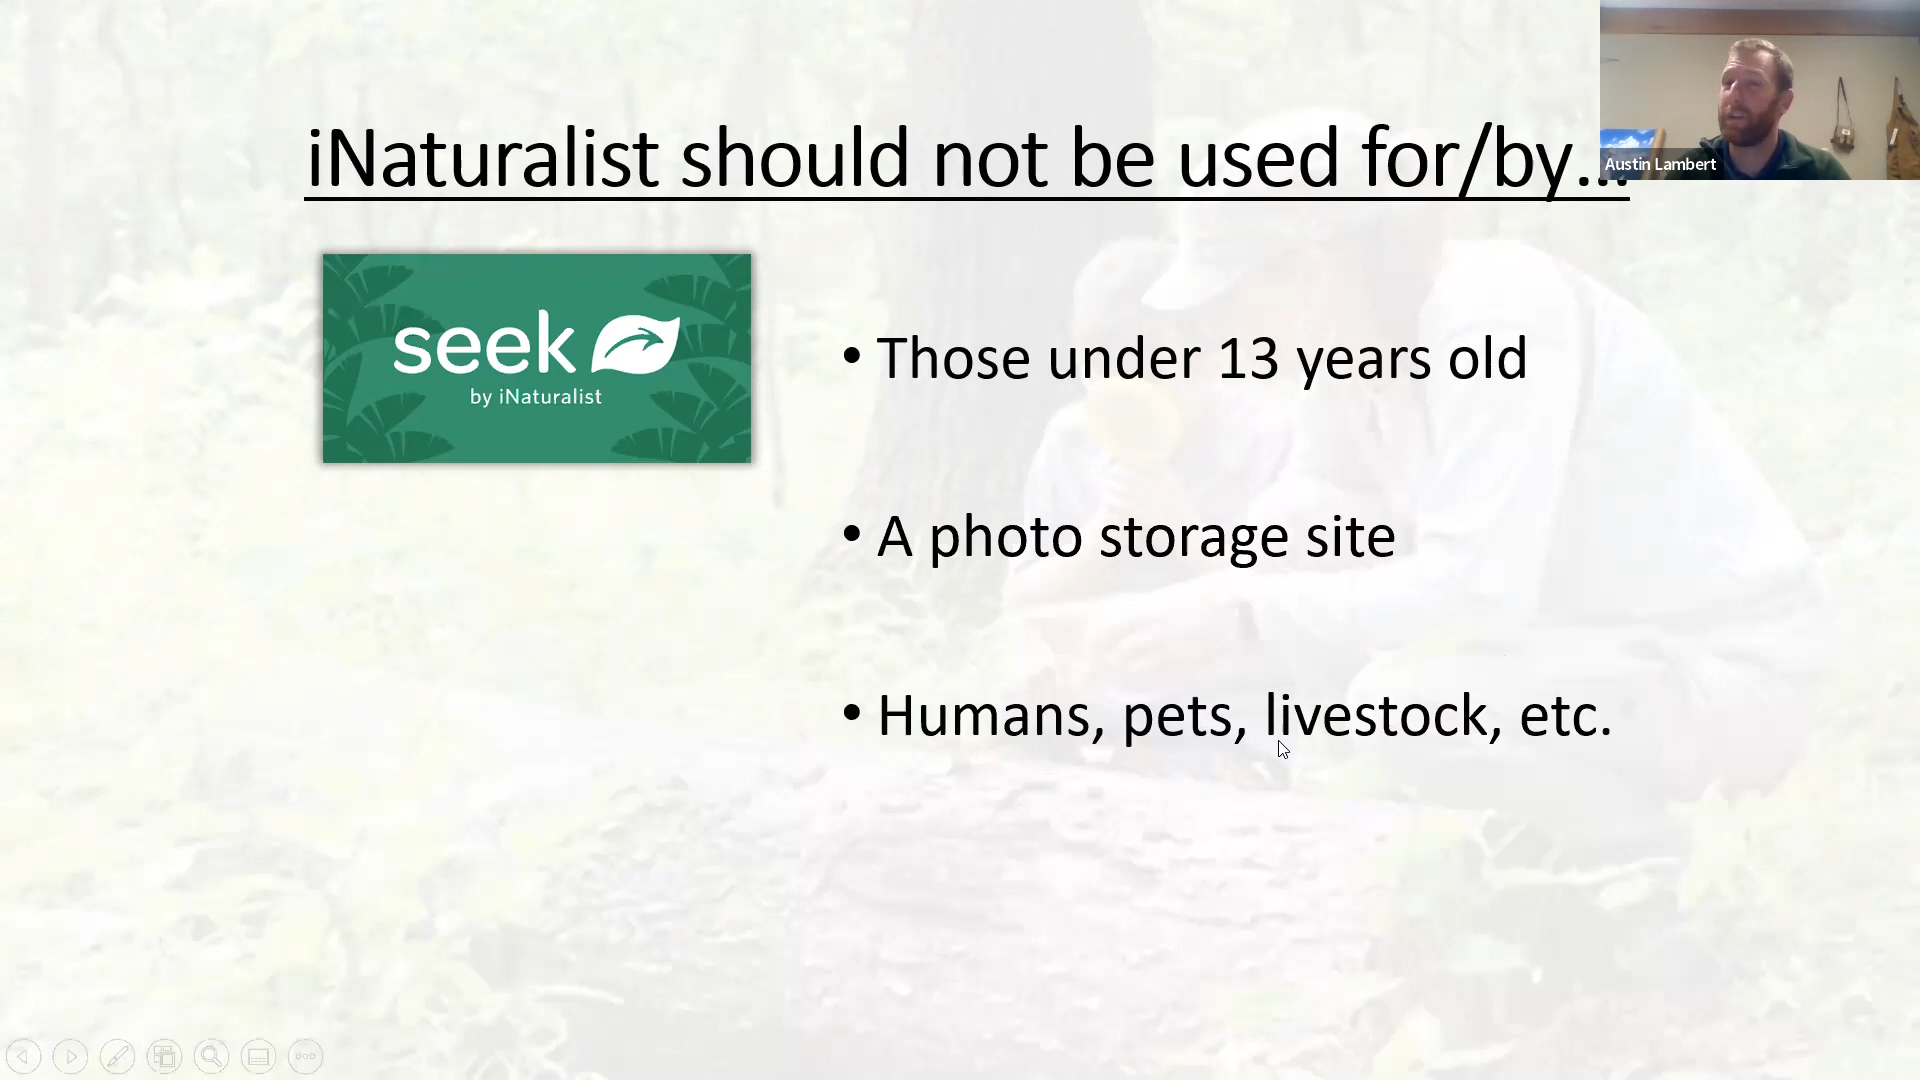 iNaturalist should not be used for/by...
Austin Lambert
seek
by iNaturalist
• Those under 13 years old
• A photo storage site
• Humans, pets, livestock, etc.